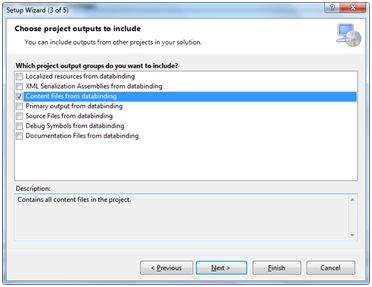 Setup Wizard (3 of 5)
Choose project outputs to include
You can include outputs from other projects in your solution.
Which project output groups do you want to include?
Localized resources from databinding
XML Serialization Assemblies from databinding
Content Files from databinding
Primary output from databinding
Source Files from databinding
Debug Symbols from databinding
Documentation Files from databinding
Description:
Contains all content files in the project.
< Previous
Next >
Finish
Cancel